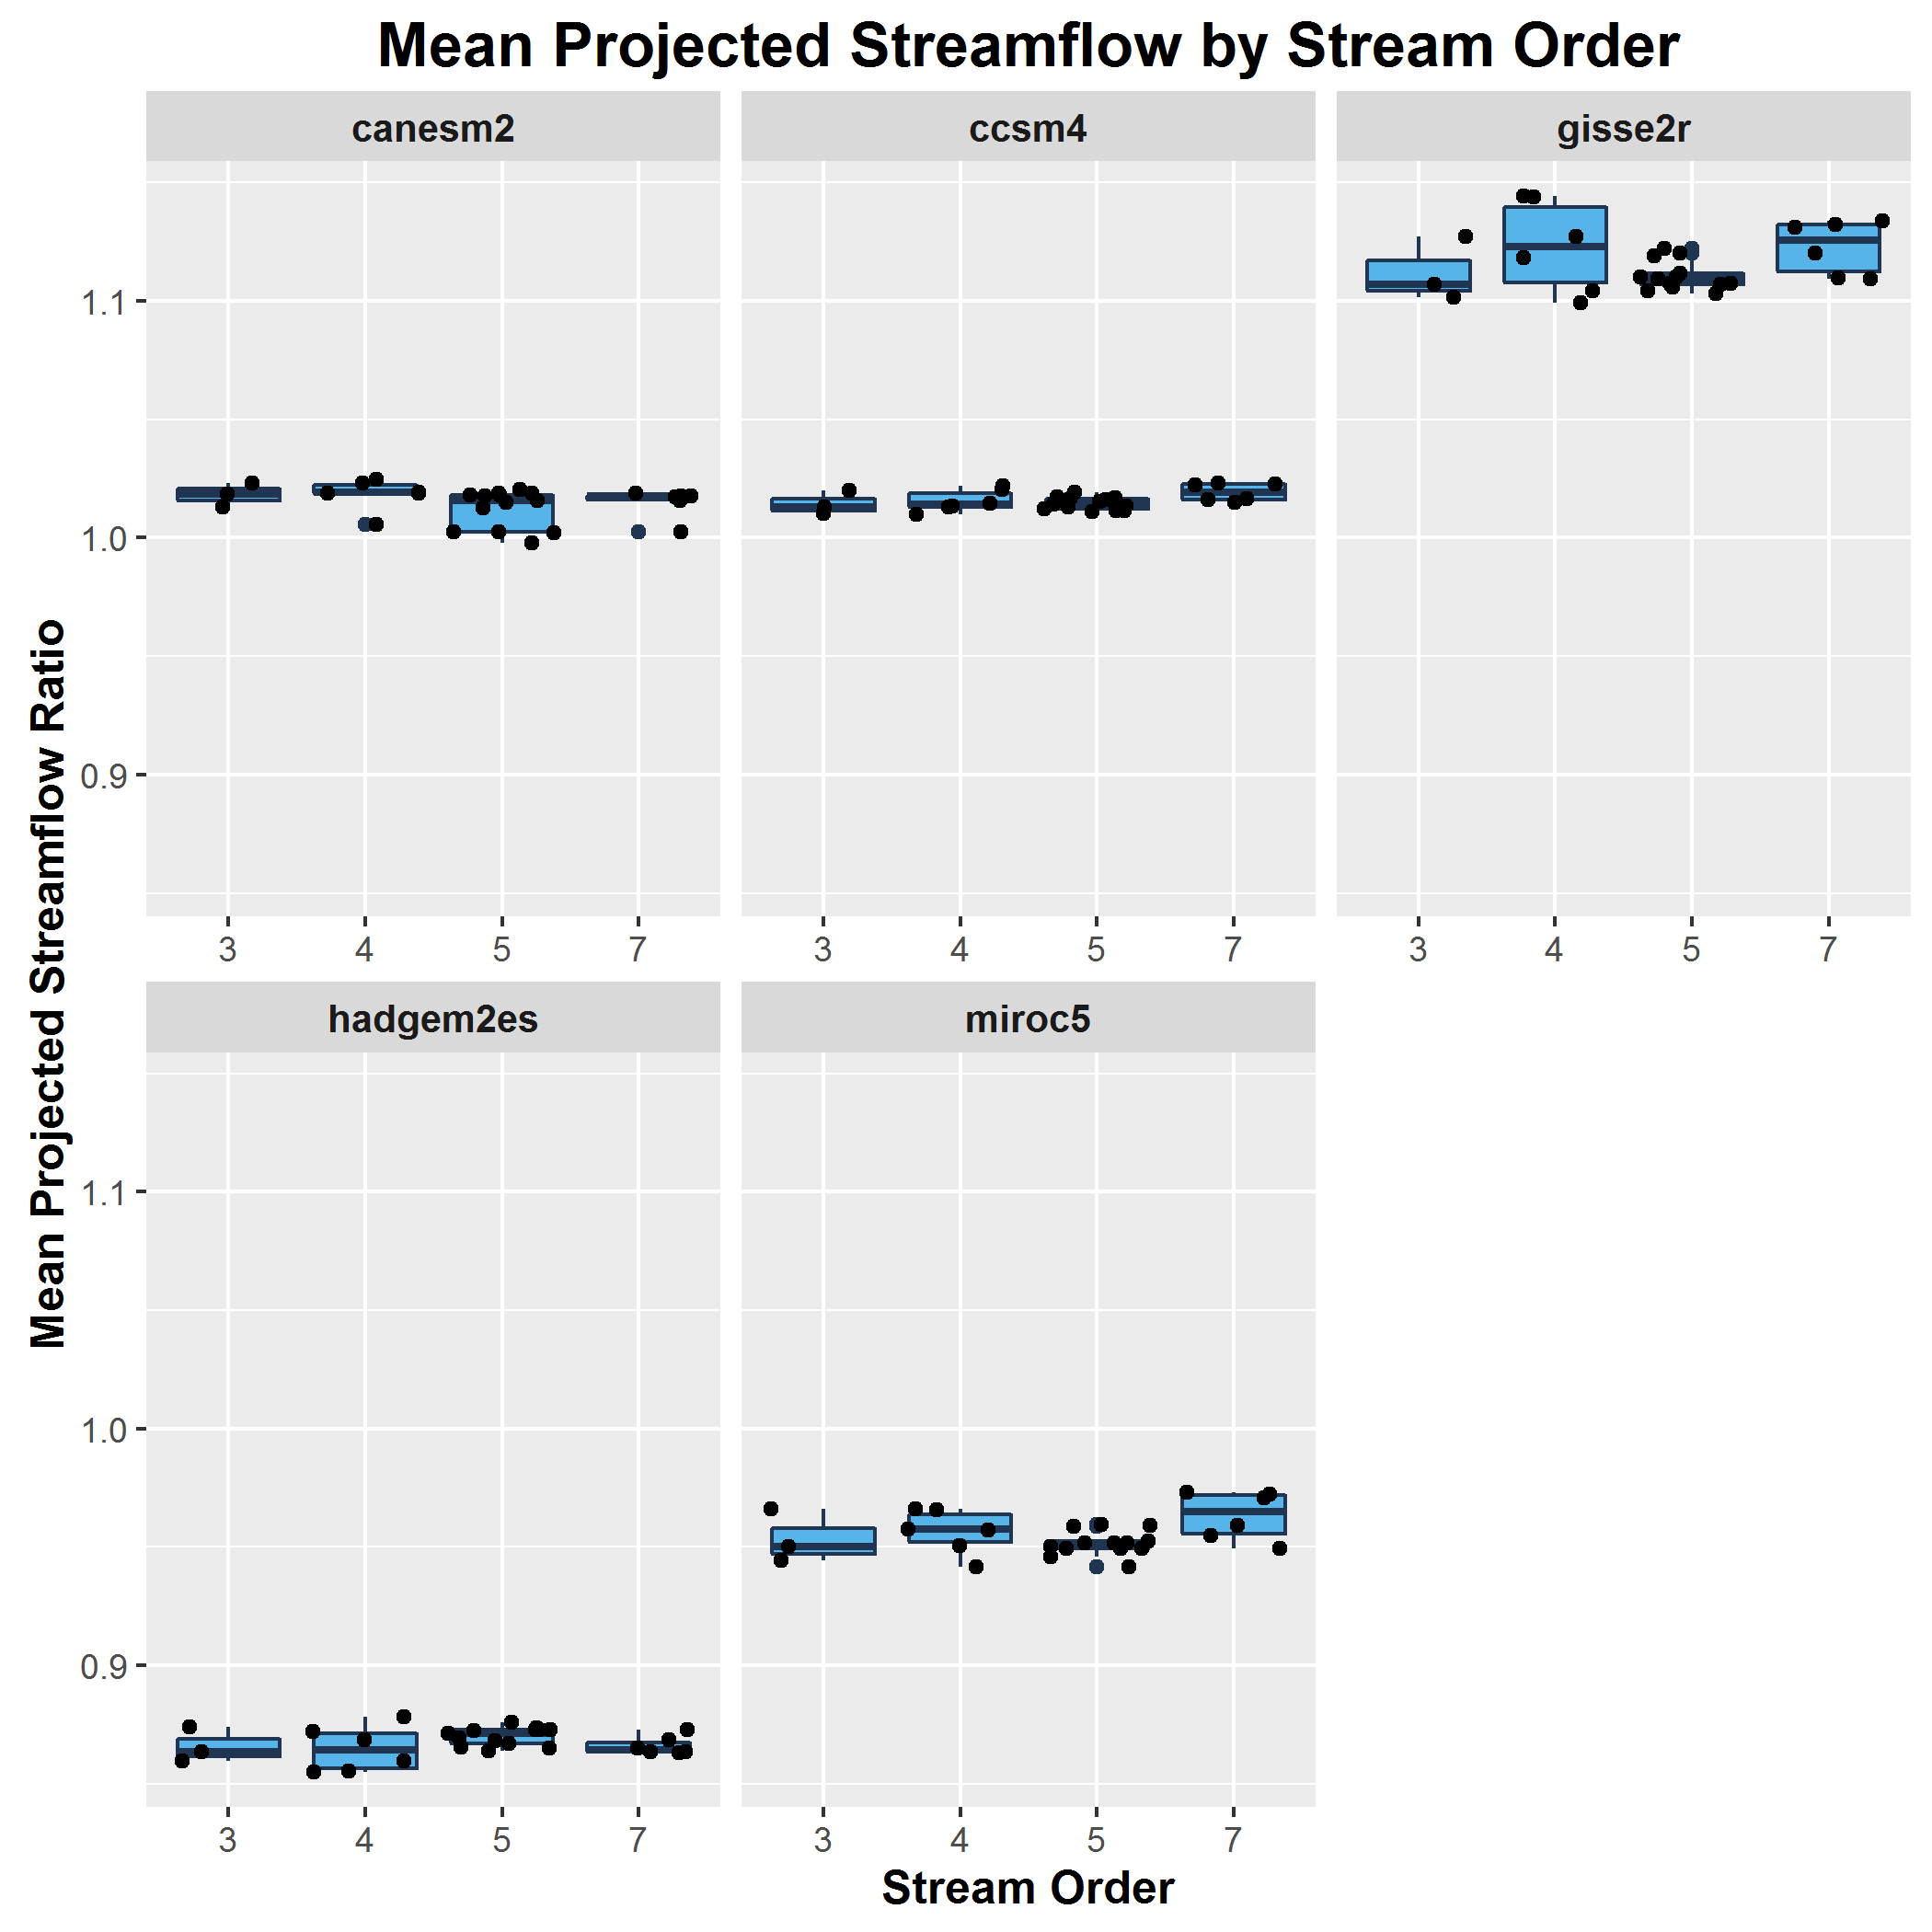 Mean Projected Streamflow by Stream Order
canesm2 ccsm4 gisse2r
1.1
1.0
0.9
3 4 5 7 3 4 5 7 3 4 5 7
Mean Projected Streamflow Ratio
hadgem2es miroc5
1.1
1.0
0.9
3 4 5 7 3 4 5 7
Stream Order